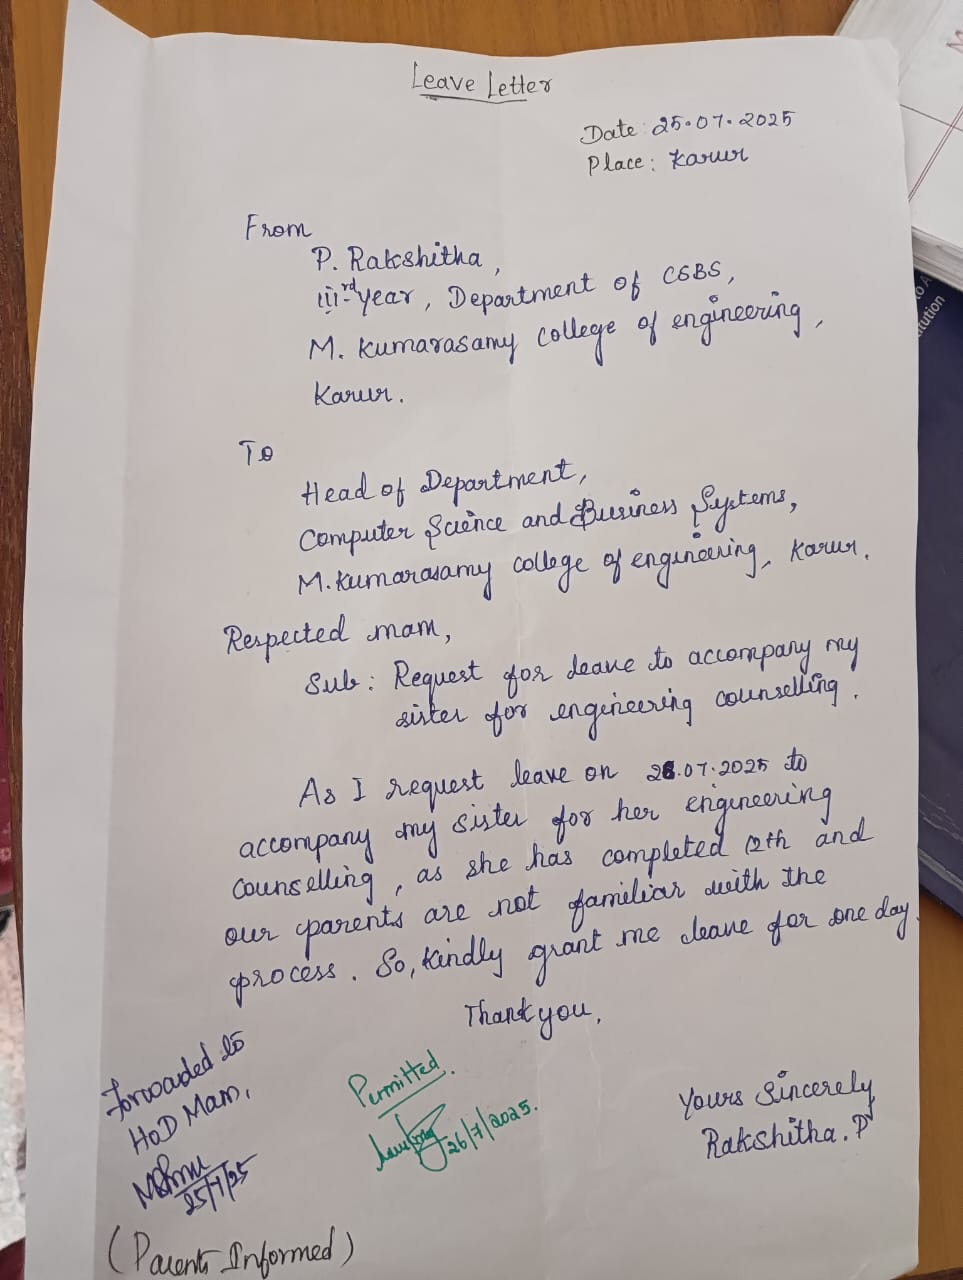 Leave Letter
Date: 25.07.2025
Place: Karur
From
P. Rakshitha,
iii-rd year, Department of CSBS,
M. Kumarasamy college of engineering,
Karur.
To
Head of Department,
Computer Science and Business Systems,
M. Kumarasamy college of engineering, Karur.
Respected mam,
Sub: Request for leave to accompany my
sister for engineering counselling.
As I request leave on 26.07.2025 to
accompany my sister for her engineering
counselling, as she has completed 12th and
our parents are not familiar with the
process. So, kindly grant me leave for one day.
Thank you,
Forwarded to
HoD Mam,
25/7/25
(Parents Informed)
Permitted.
26/7/2025.
Yours Sincerely
Rakshitha. P
to A
itution
M